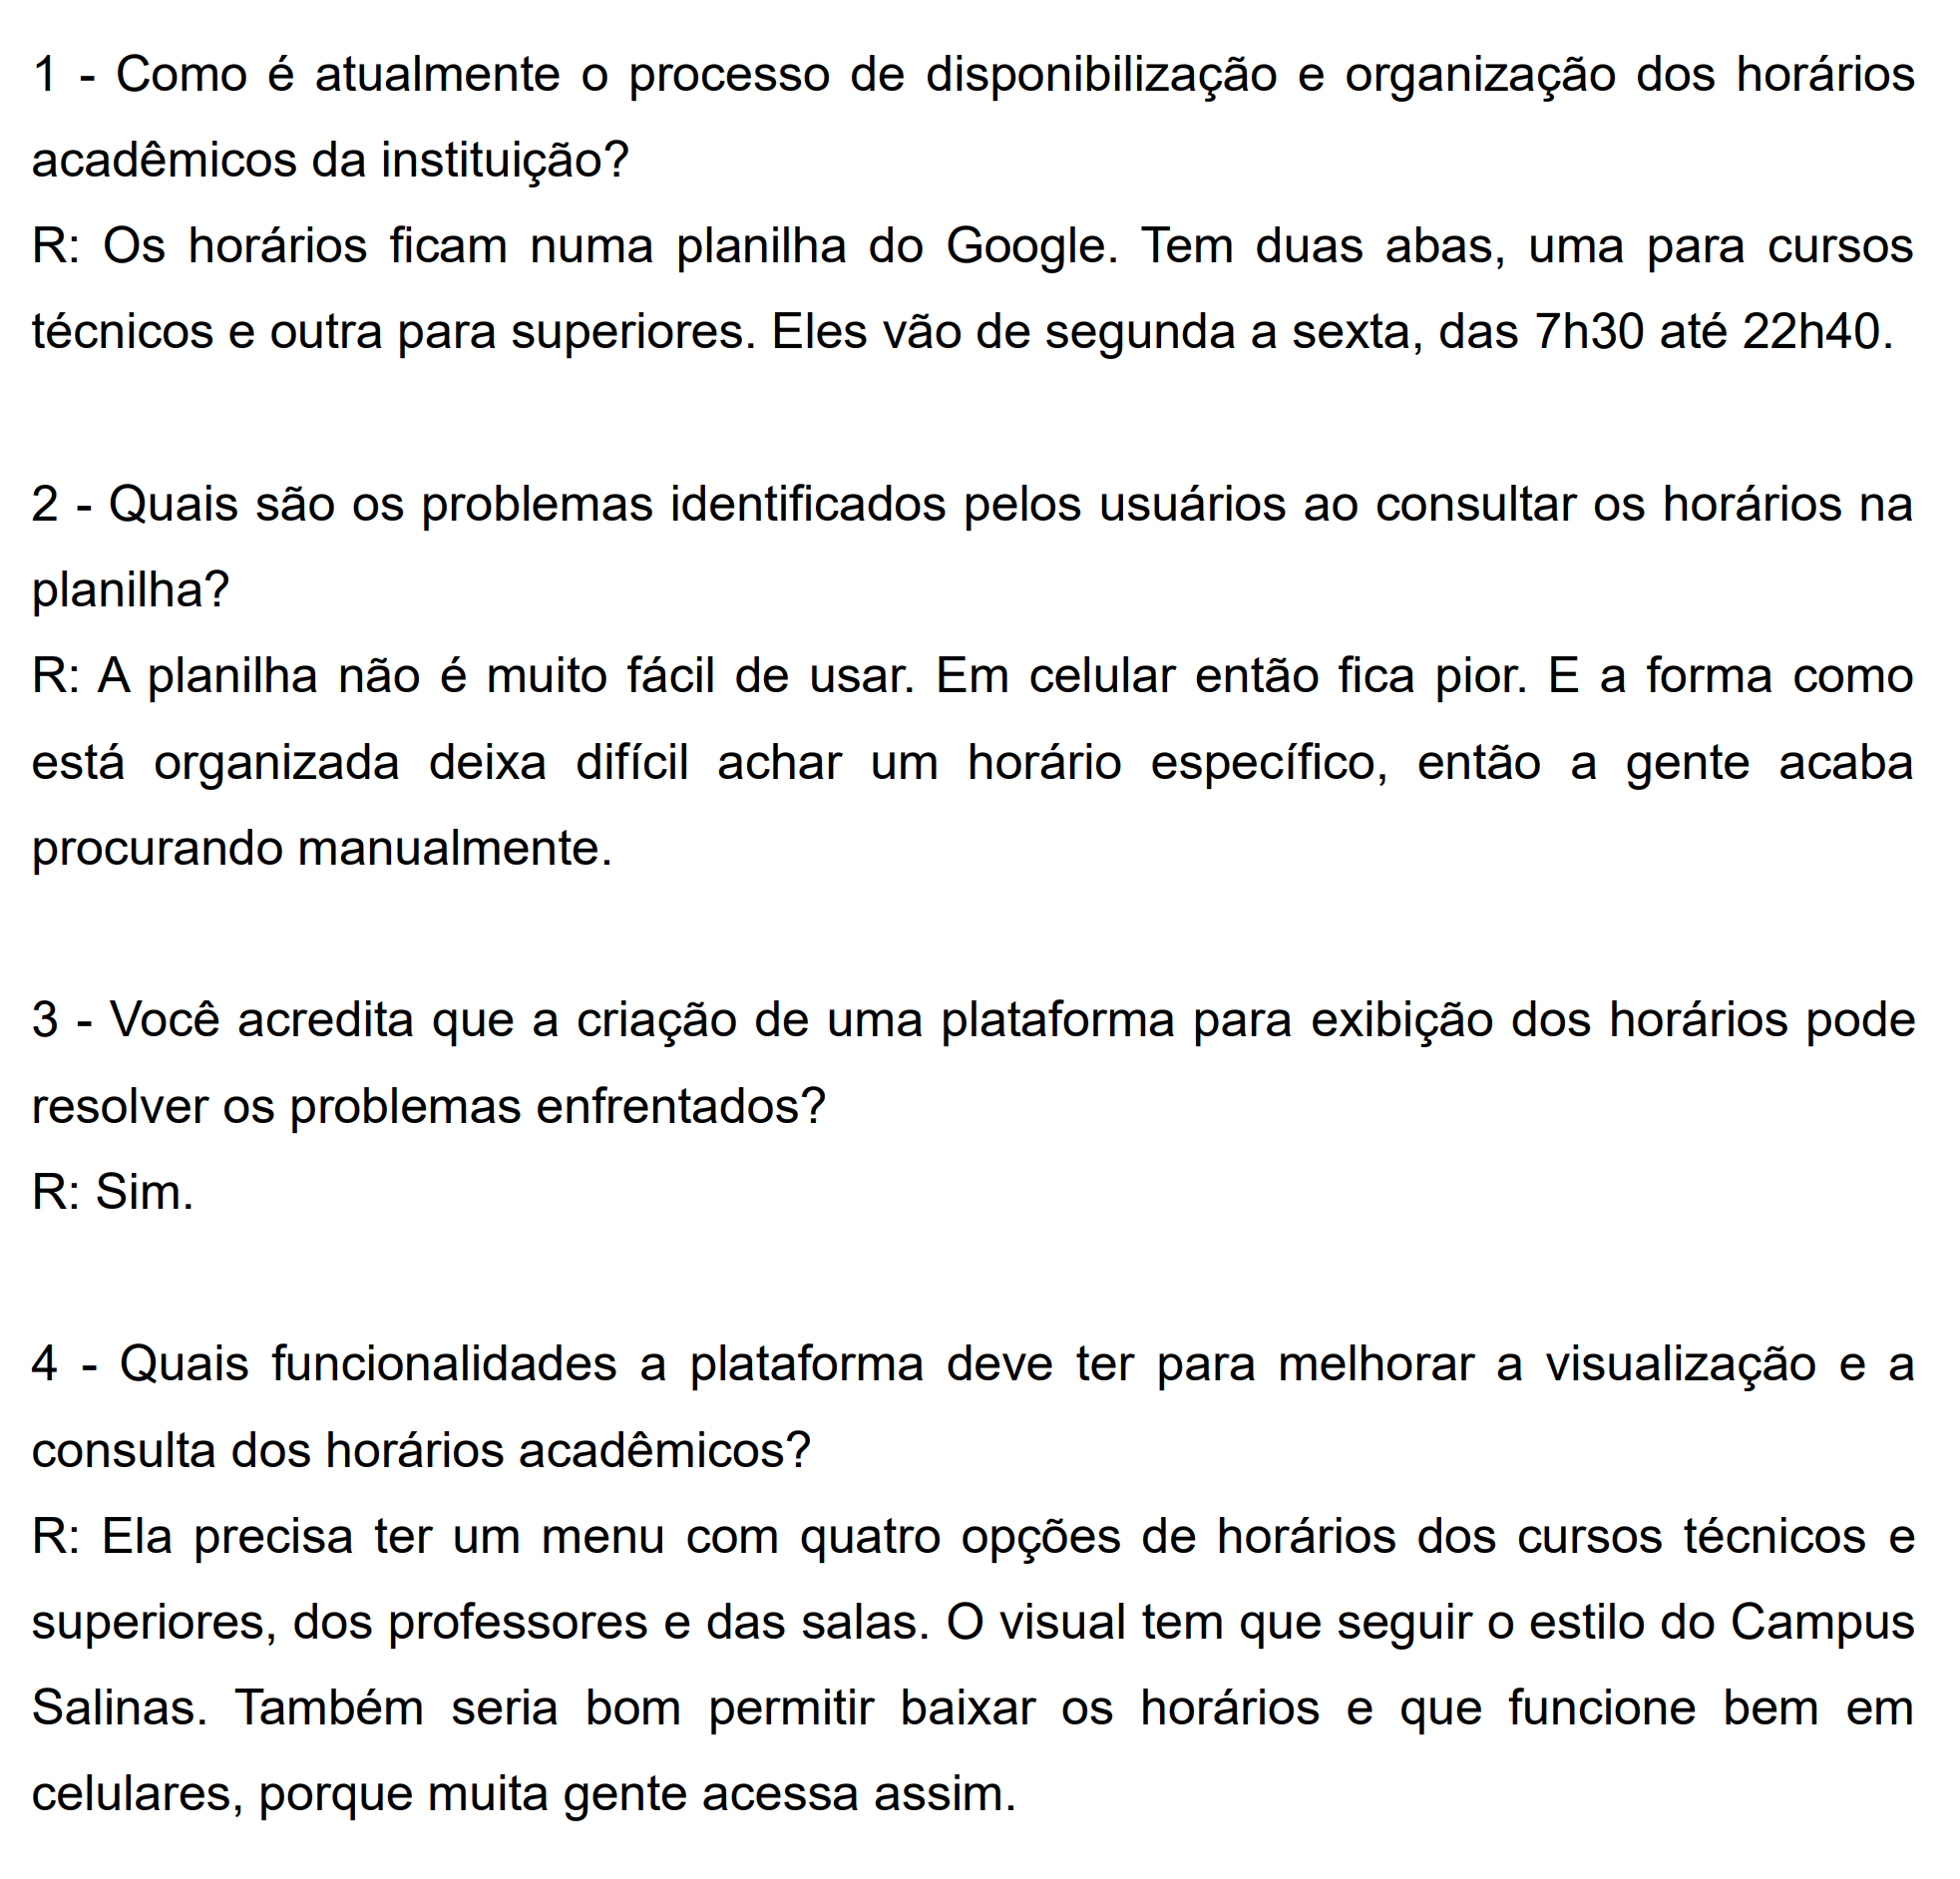 1 - Como é atualmente o processo de disponibilização e organização dos horários
acadêmicos da instituição?
R: Os horários ficam numa planilha do Google. Tem duas abas, uma para cursos
técnicos e outra para superiores. Eles vão de segunda a sexta, das 7h30 até 22h40.
2 - Quais são os problemas identificados pelos usuários ao consultar os horários na
planilha?
R: A planilha não é muito fácil de usar. Em celular então fica pior. E a forma como
está organizada deixa difícil achar um horário específico, então a gente acaba
procurando manualmente.
3 - Você acredita que a criação de uma plataforma para exibição dos horários pode
resolver os problemas enfrentados?
R: Sim.
4 - Quais funcionalidades a plataforma deve ter para melhorar a visualização e a
consulta dos horários acadêmicos?
R: Ela precisa ter um menu com quatro opções de horários dos cursos técnicos e
superiores, dos professores e das salas. O visual tem que seguir o estilo do Campus
Salinas. Também seria bom permitir baixar os horários e que funcione bem em
celulares, porque muita gente acessa assim.